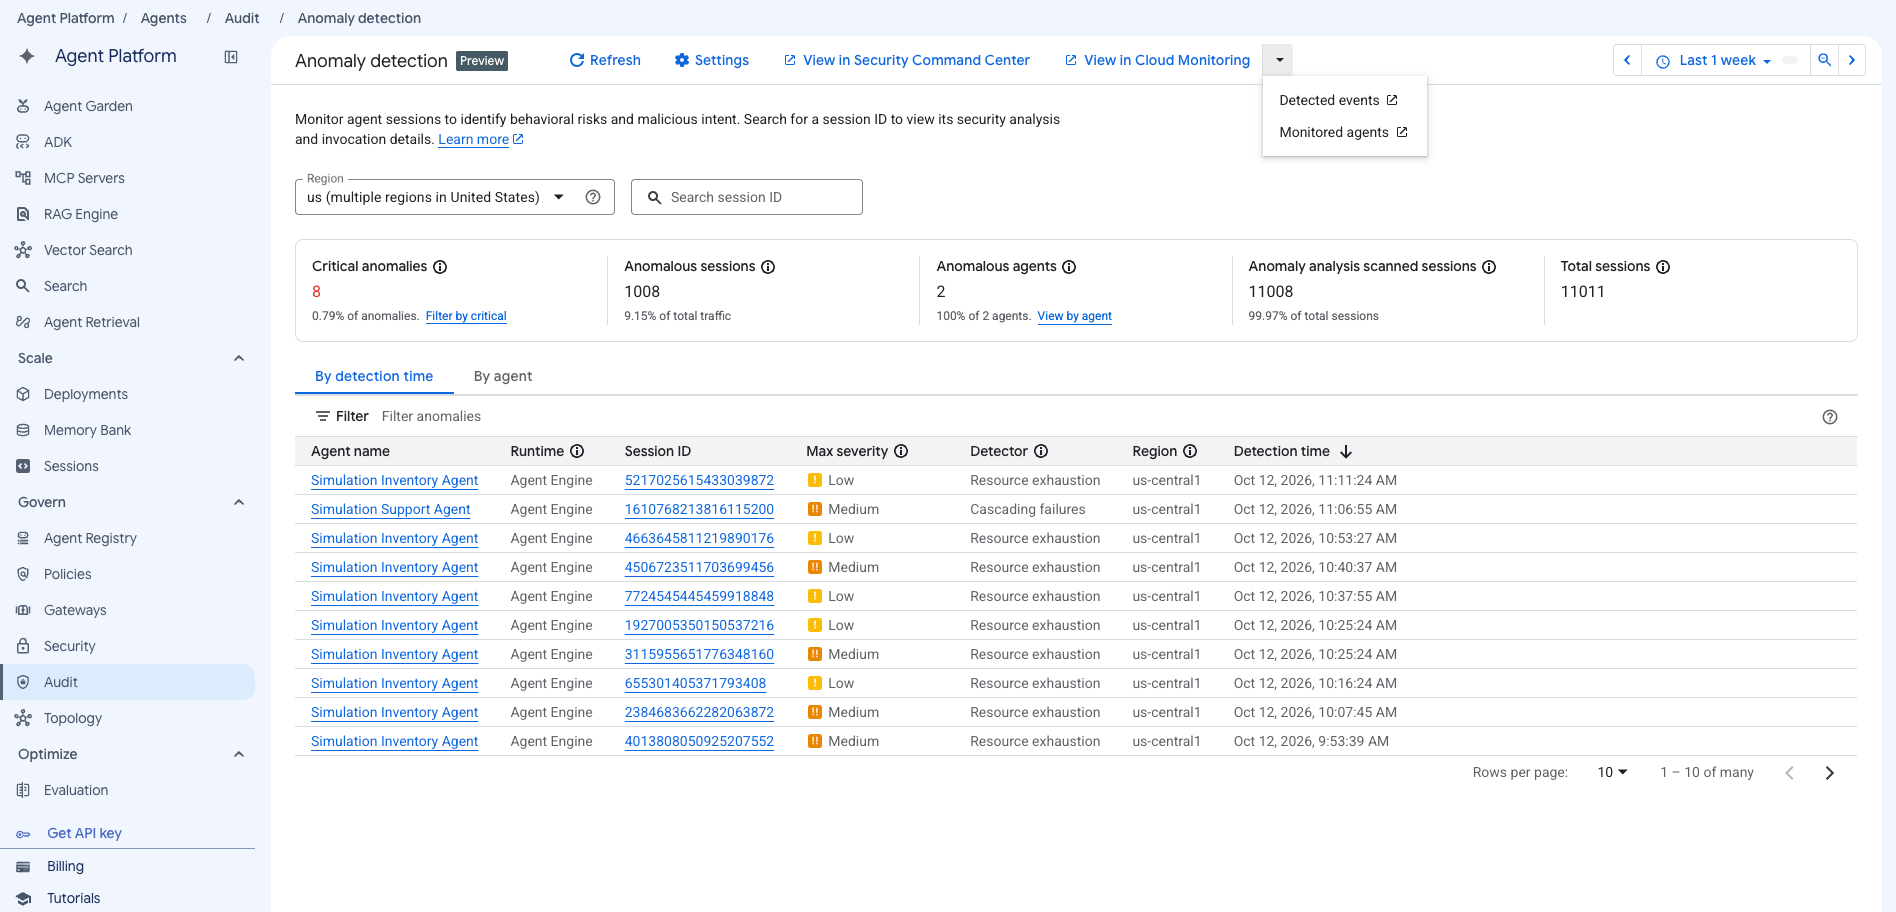 Agent Platform / Agents / Audit / Anomaly detection
Agent Platform
Agent Garden
ADK
MCP Servers
RAG Engine
Vector Search
Search
Agent Retrieval
Scale
Deployments
Memory Bank
Sessions
Govern
Agent Registry
Policies
Gateways
Security
Audit
Topology
Optimize
Evaluation
Get API key
Billing
Tutorials
Anomaly detection Preview Refresh Settings View in Security Command Center View in Cloud Monitoring Last 1 week
Detected events
Monitored agents
Monitor agent sessions to identify behavioral risks and malicious intent. Search for a session ID to view its security analysis
and invocation details. Learn more
Region
us (multiple regions in United States) Search session ID
Critical anomalies
8
0.79% of anomalies. Filter by critical
Anomalous sessions
1008
9.15% of total traffic
Anomalous agents
2
100% of 2 agents. View by agent
Anomaly analysis scanned sessions
11008
99.97% of total sessions
Total sessions
11011
By detection time By agent
Filter Filter anomalies
Agent name Runtime Session ID Max severity Detector Region Detection time
Simulation Inventory Agent Agent Engine 5217025615433039872 Low Resource exhaustion us-central1 Oct 12, 2026, 11:11:24 AM
Simulation Support Agent Agent Engine 1610768213816115200 Medium Cascading failures us-central1 Oct 12, 2026, 11:06:55 AM
Simulation Inventory Agent Agent Engine 4663645811219890176 Low Resource exhaustion us-central1 Oct 12, 2026, 10:53:27 AM
Simulation Inventory Agent Agent Engine 4506723511703699456 Medium Resource exhaustion us-central1 Oct 12, 2026, 10:40:37 AM
Simulation Inventory Agent Agent Engine 7724545445459918848 Low Resource exhaustion us-central1 Oct 12, 2026, 10:37:55 AM
Simulation Inventory Agent Agent Engine 1927005350150537216 Low Resource exhaustion us-central1 Oct 12, 2026, 10:25:24 AM
Simulation Inventory Agent Agent Engine 3115955651776348160 Medium Resource exhaustion us-central1 Oct 12, 2026, 10:25:24 AM
Simulation Inventory Agent Agent Engine 655301405371793408 Low Resource exhaustion us-central1 Oct 12, 2026, 10:16:24 AM
Simulation Inventory Agent Agent Engine 2384683662282063872 Medium Resource exhaustion us-central1 Oct 12, 2026, 10:07:45 AM
Simulation Inventory Agent Agent Engine 4013808050925207552 Medium Resource exhaustion us-central1 Oct 12, 2026, 9:53:39 AM
Rows per page: 10 1 – 10 of many